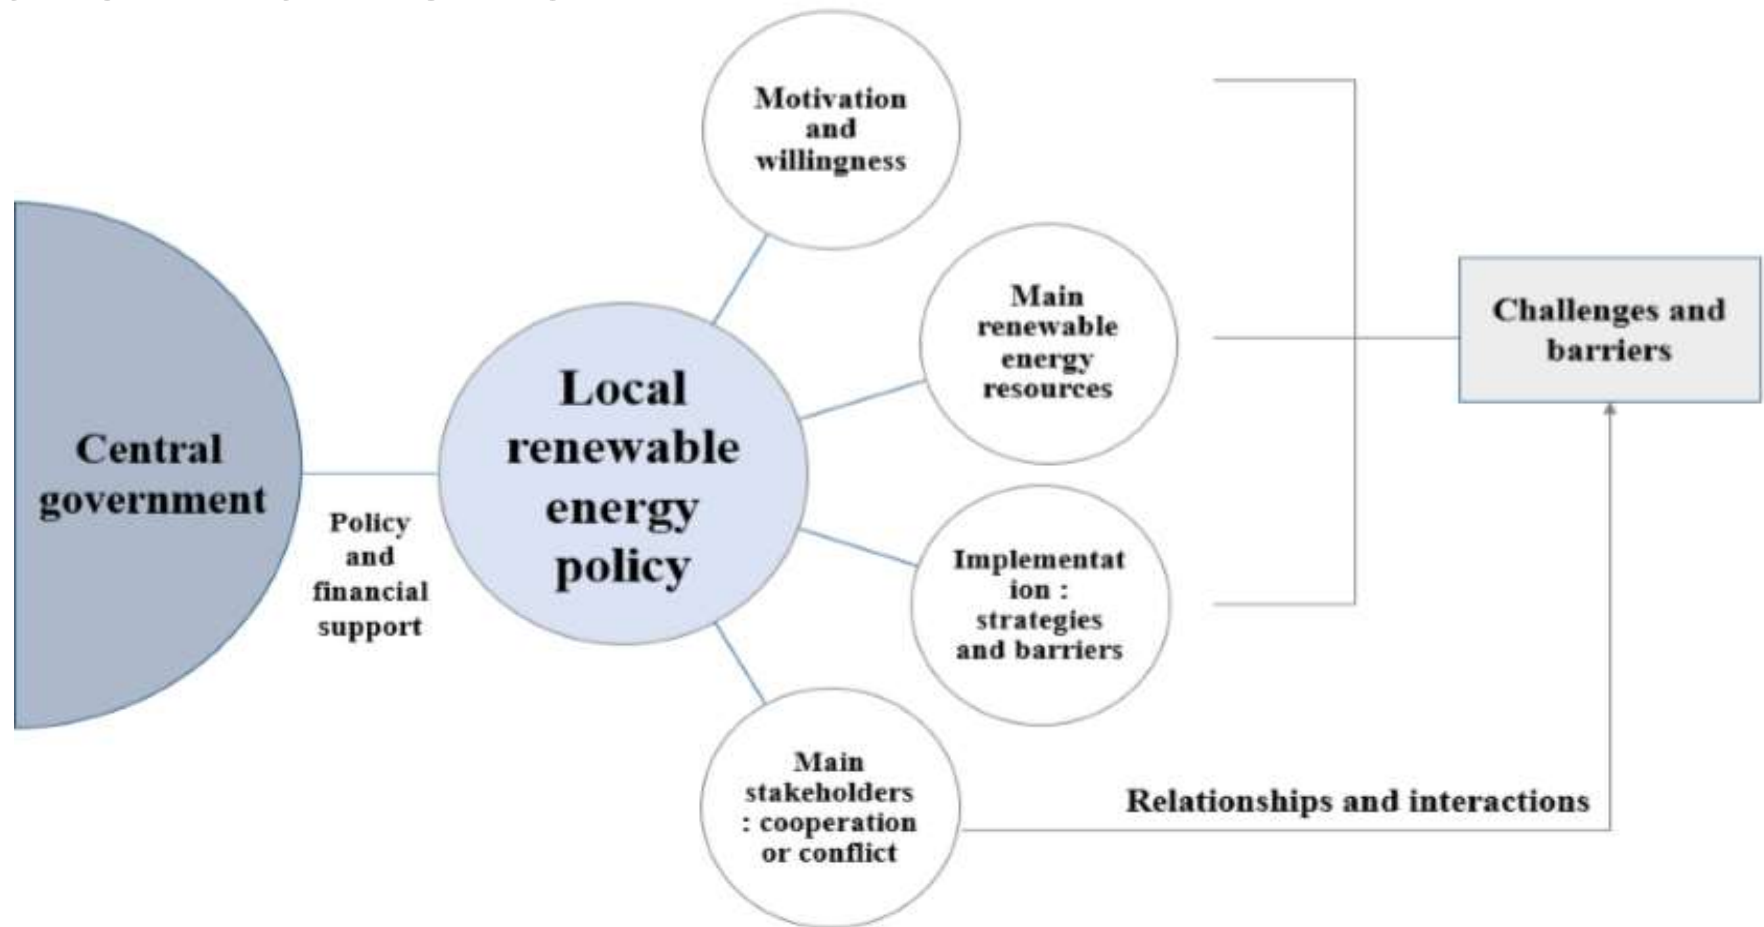 Motivation
and
willingness
Main
renewable
energy
resources
Challenges and
barriers
Local
renewable
energy
policy
Central
government
Policy
and
financial
support
Implementat
ion :
strategies
and barriers
Main
stakeholders
: cooperation
or conflict
Relationships and interactions